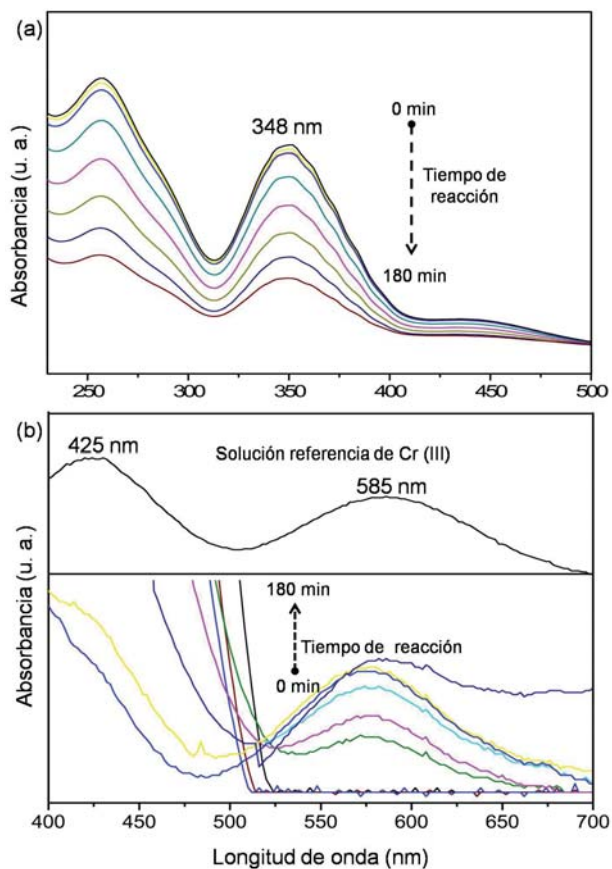 (a)
348 nm
0 min
Tiempo de
reacción
180 min
Absorbancia (u. a.)
250 300 350 400 450 500
(b)
425 nm
Solución referencia de Cr (III)
585 nm
180 min
Tiempo de reacción
0 min
Absorbancia (u. a.)
400 450 500 550 600 650 700
Longitud de onda (nm)